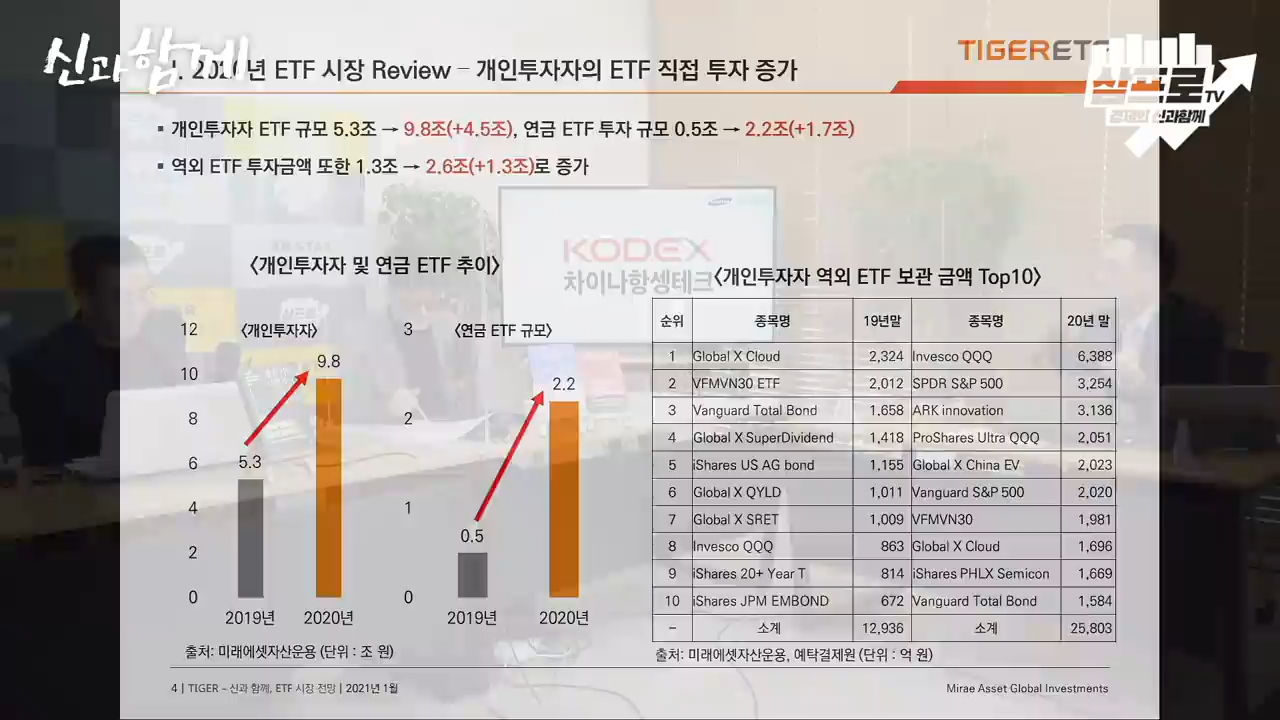 신과함께
I. 2020년 ETF 시장 Review – 개인투자자의 ETF 직접 투자 증가
TIGER ETF
삼프로TV
신과함께
▪ 개인투자자 ETF 규모 5.3조 → 9.8조(+4.5조), 연금 ETF 투자 규모 0.5조 → 2.2조(+1.7조)
▪ 역외 ETF 투자금액 또한 1.3조 → 2.6조(+1.3조)로 증가
KODEX
차이나항셍테크
〈개인투자자 및 연금 ETF 추이〉
〈개인투자자〉
12
10
8
6
4
2
0
5.3
9.8
2019년 2020년
〈연금 ETF 규모〉
3
2
1
0
0.5
2.2
2019년 2020년
출처: 미래에셋자산운용 (단위 : 조 원)
〈개인투자자 역외 ETF 보관 금액 Top10〉
순위 종목명 19년말 종목명 20년 말
1 Global X Cloud 2,324 Invesco QQQ 6,388
2 VFMVN30 ETF 2,012 SPDR S&P 500 3,254
3 Vanguard Total Bond 1,658 ARK innovation 3,136
4 Global X SuperDividend 1,418 ProShares Ultra QQQ 2,051
5 iShares US AG bond 1,155 Global X China EV 2,023
6 Global X QYLD 1,011 Vanguard S&P 500 2,020
7 Global X SRET 1,009 VFMVN30 1,981
8 Invesco QQQ 863 Global X Cloud 1,696
9 iShares 20+ Year T 814 iShares PHLX Semicon 1,669
10 iShares JPM EMBOND 672 Vanguard Total Bond 1,584
– 소계 12,936 소계 25,803
출처: 미래에셋자산운용, 예탁결제원 (단위 : 억 원)
4 | TIGER – 신과 함께, ETF 시장 전망 | 2021년 1월
Mirae Asset Global Investments